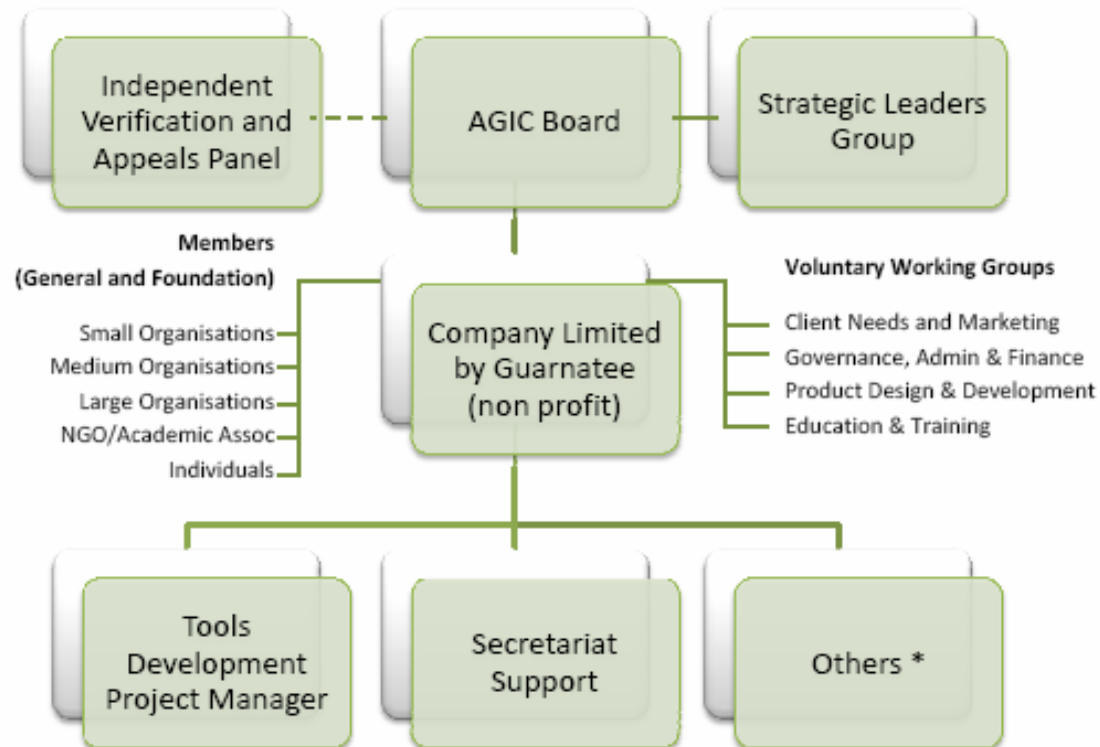 Independent
Verification and
Appeals Panel
AGIC Board
Strategic Leaders
Group
Members
(General and Foundation)
Small Organisations
Medium Organisations
Large Organisations
NGO/Academic Assoc
Individuals
Company Limited
by Guarnatee
(non profit)
Voluntary Working Groups
Client Needs and Marketing
Governance, Admin & Finance
Product Design & Development
Education & Training
Tools
Development
Project Manager
Secretariat
Support
Others *